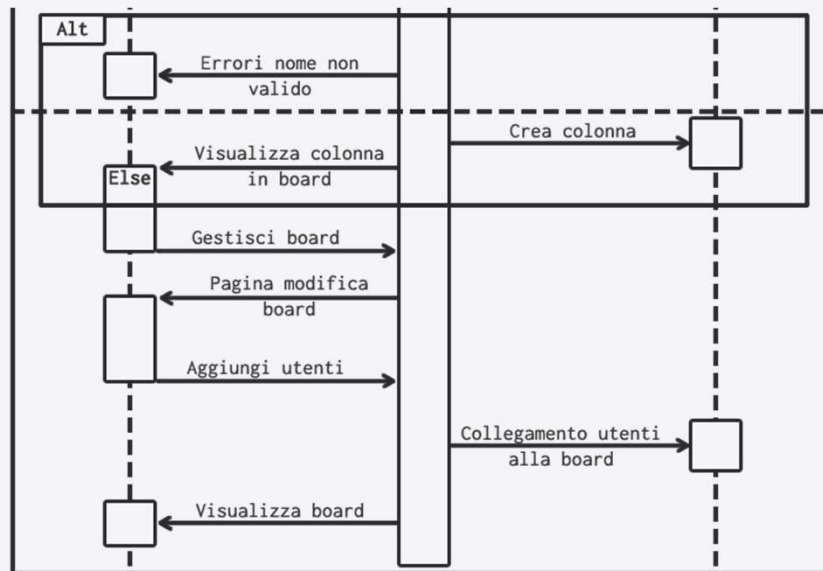 Alt
Errori nome non
valido
Crea colonna
Visualizza colonna
in board
Else
Gestisci board
Pagina modifica
board
Aggiungi utenti
Collegamento utenti
alla board
Visualizza board